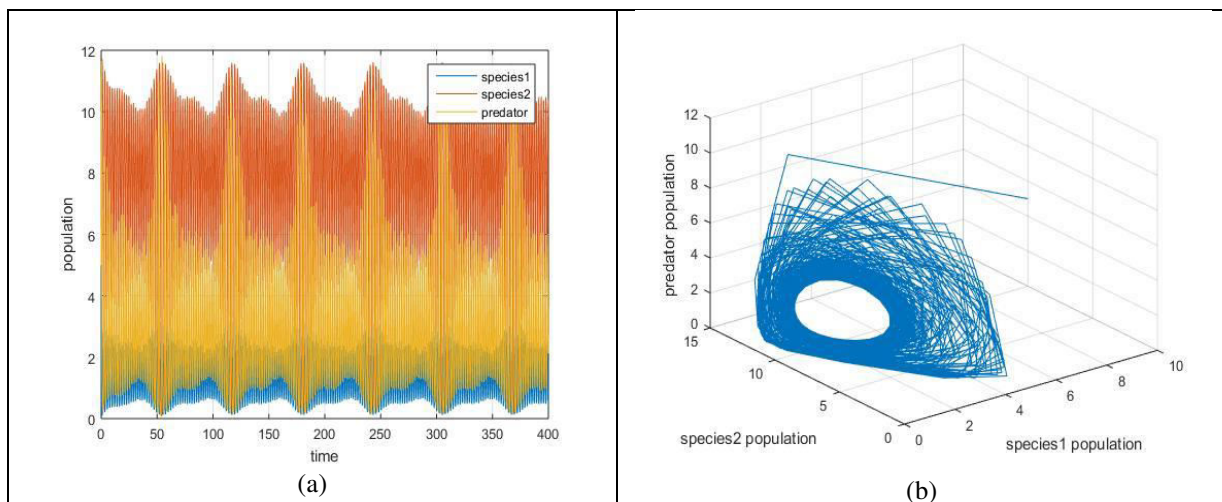 12
10
8
6
4
2
0
population
species1
species2
predator
0 50 100 150 200 250 300 350 400
time
(a)
12
10
8
6
4
2
0
predator population
15
10
5
0
species2 population
0
2
4
6
8
10
species1 population
(b)